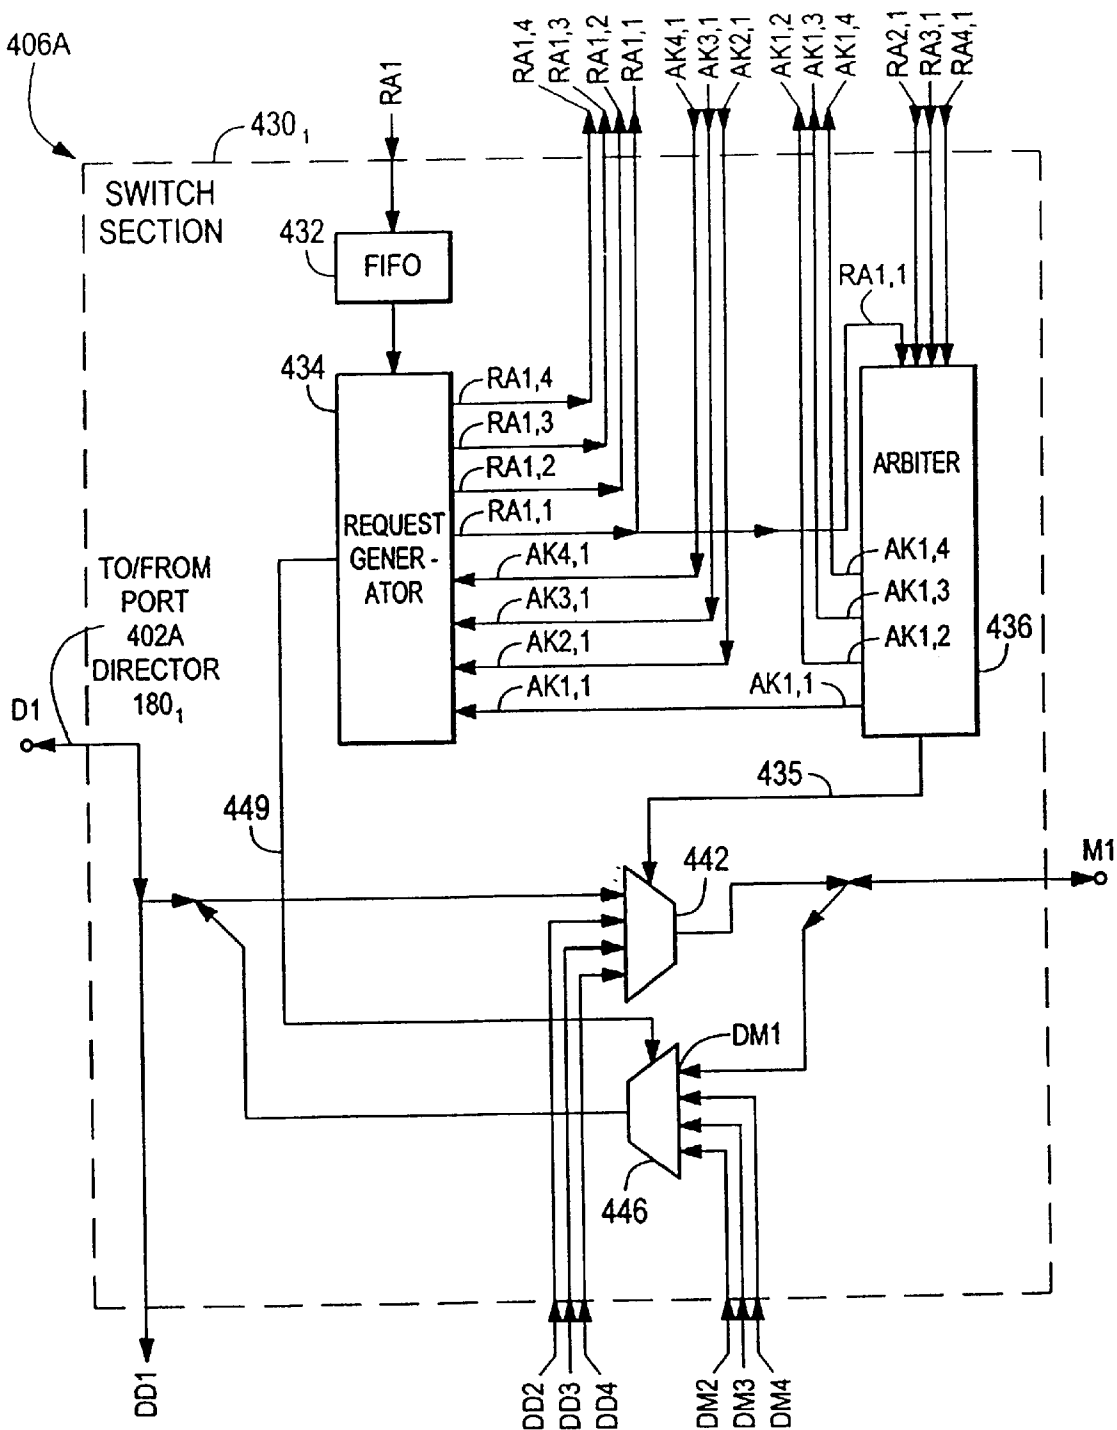 406A
RA1
RA1,4
RA1,3
RA1,2
RA1,1
AK4,1
AK3,1
AK2,1
AK1,2
AK1,3
AK1,4
RA2,1
RA3,1
RA4,1
430₁
SWITCH
SECTION
432
FIFO
RA1,1
434
RA1,4
RA1,3
RA1,2
RA1,1
REQUEST
GENER -
ATOR
AK4,1
AK3,1
AK2,1
AK1,1
ARBITER
AK1,4
AK1,3
AK1,2
AK1,1
436
TO/FROM
PORT
402A
DIRECTOR
180₁
D1
449
435
442
M1
DM1
446
DD1
DD2
DD3
DD4
DM2
DM3
DM4